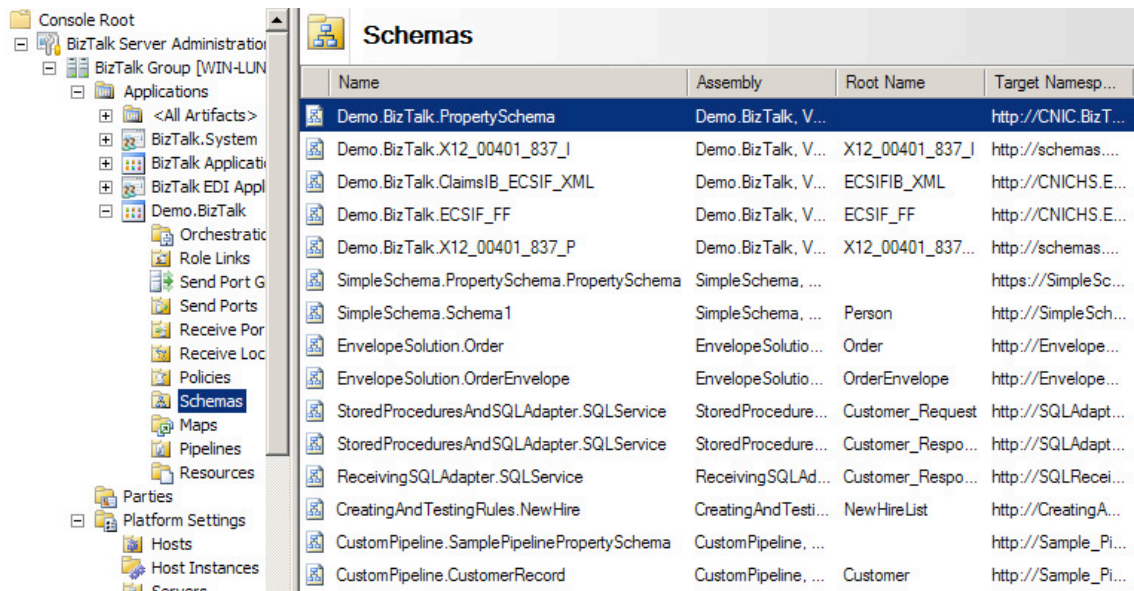 Console Root
BizTalk Server Administration
BizTalk Group [WIN-LUN
Applications
<All Artifacts>
BizTalk.System
BizTalk Applicati
BizTalk EDI Appl
Demo.BizTalk
Orchestratic
Role Links
Send Port G
Send Ports
Receive Por
Receive Loc
Policies
Schemas
Maps
Pipelines
Resources
Parties
Platform Settings
Hosts
Host Instances
Servers
Schemas
Name Assembly Root Name Target Namesp...
Demo.BizTalk.PropertySchema Demo.BizTalk, V... http://CNIC.BizT...
Demo.BizTalk.X12_00401_837_I Demo.BizTalk, V... X12_00401_837_I http://schemas....
Demo.BizTalk.ClaimsIB_ECSIF_XML Demo.BizTalk, V... ECSIFIB_XML http://CNICHS.E...
Demo.BizTalk.ECSIF_FF Demo.BizTalk, V... ECSIF_FF http://CNICHS.E...
Demo.BizTalk.X12_00401_837_P Demo.BizTalk, V... X12_00401_837... http://schemas....
SimpleSchema.PropertySchema.PropertySchema SimpleSchema, ... https://SimpleSc...
SimpleSchema.Schema1 SimpleSchema, ... Person http://SimpleSch...
EnvelopeSolution.Order EnvelopeSolutio... Order http://Envelope...
EnvelopeSolution.OrderEnvelope EnvelopeSolutio... OrderEnvelope http://Envelope...
StoredProceduresAndSQLAdapter.SQLService StoredProcedure... Customer_Request http://SQLAdapt...
StoredProceduresAndSQLAdapter.SQLService StoredProcedure... Customer_Respo... http://SQLAdapt...
ReceivingSQLAdapter.SQLService ReceivingSQLAd... Customer_Respo... http://SQLRecei...
CreatingAndTestingRules.NewHire CreatingAndTesti... NewHireList http://CreatingA...
CustomPipeline.SamplePipelinePropertySchema CustomPipeline, ... http://Sample_Pi...
CustomPipeline.CustomerRecord CustomPipeline, ... Customer http://Sample_Pi...